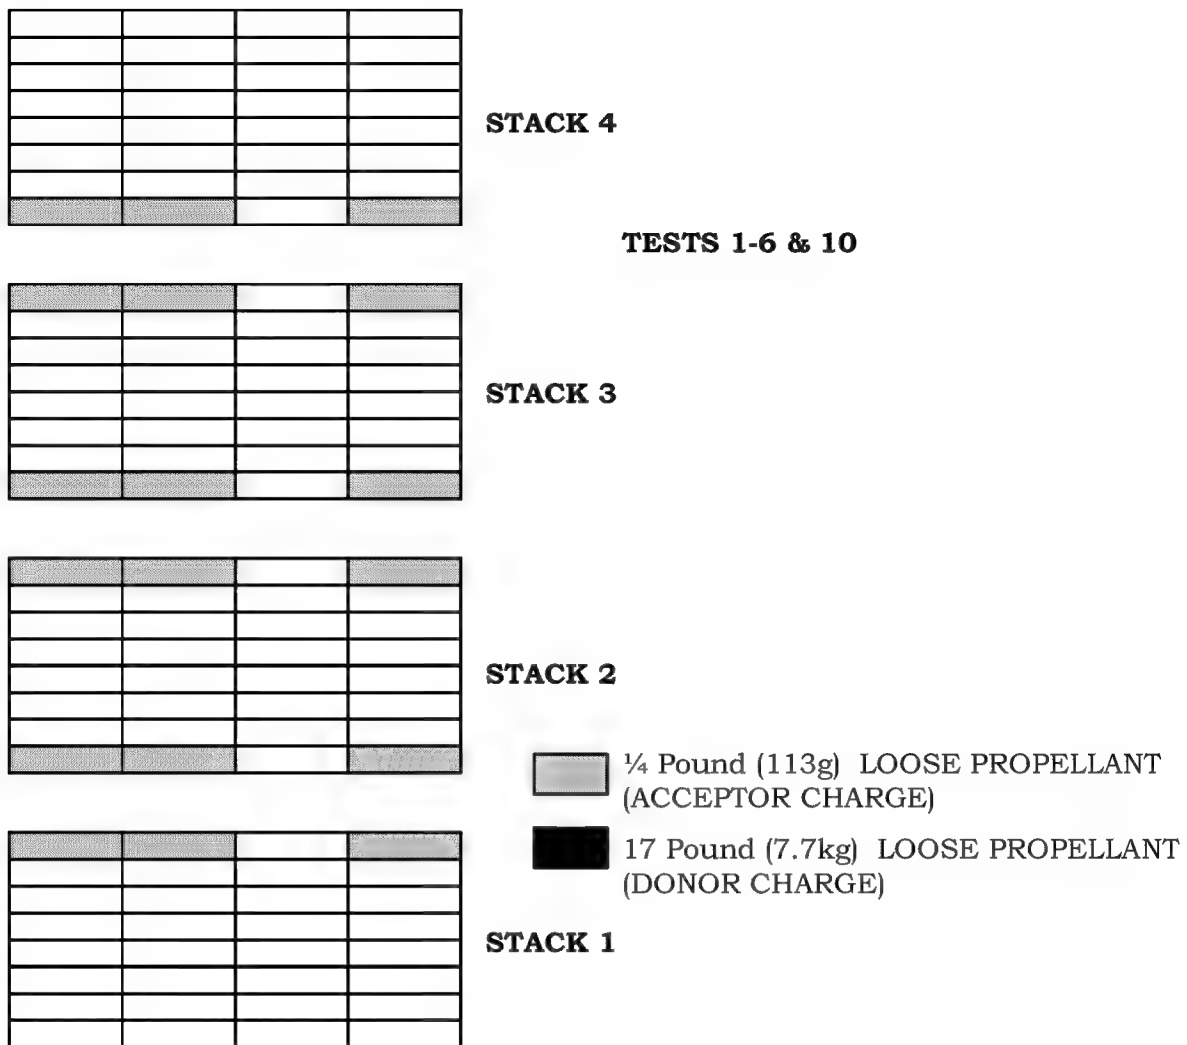 STACK 4
TESTS 1-6 & 10
STACK 3
STACK 2
¼ Pound (113g) LOOSE PROPELLANT
(ACCEPTOR CHARGE)
17 Pound (7.7kg) LOOSE PROPELLANT
(DONOR CHARGE)
STACK 1